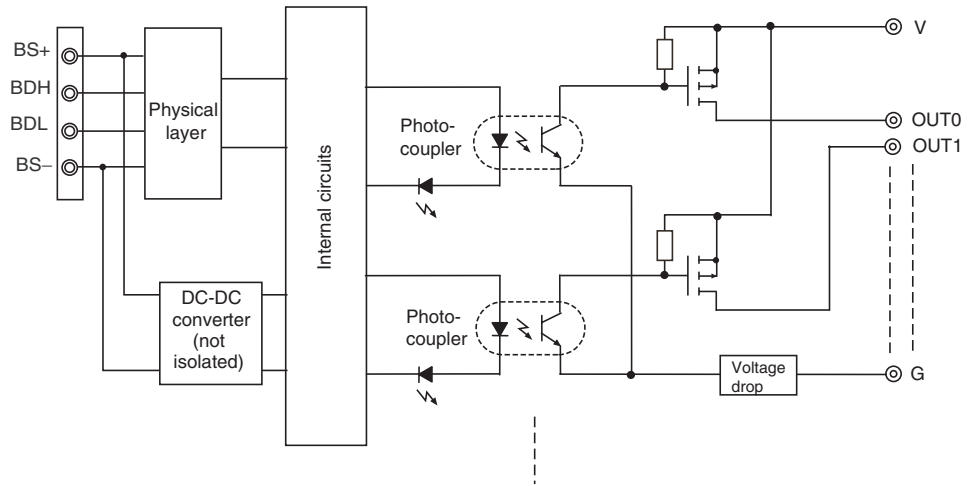 BS+
BDH
BDL
BS–
Physical
layer
DC-DC
converter
(not
isolated)
Internal circuits
Photo-
coupler
Photo-
coupler
Voltage
drop
V
OUT0
OUT1
G